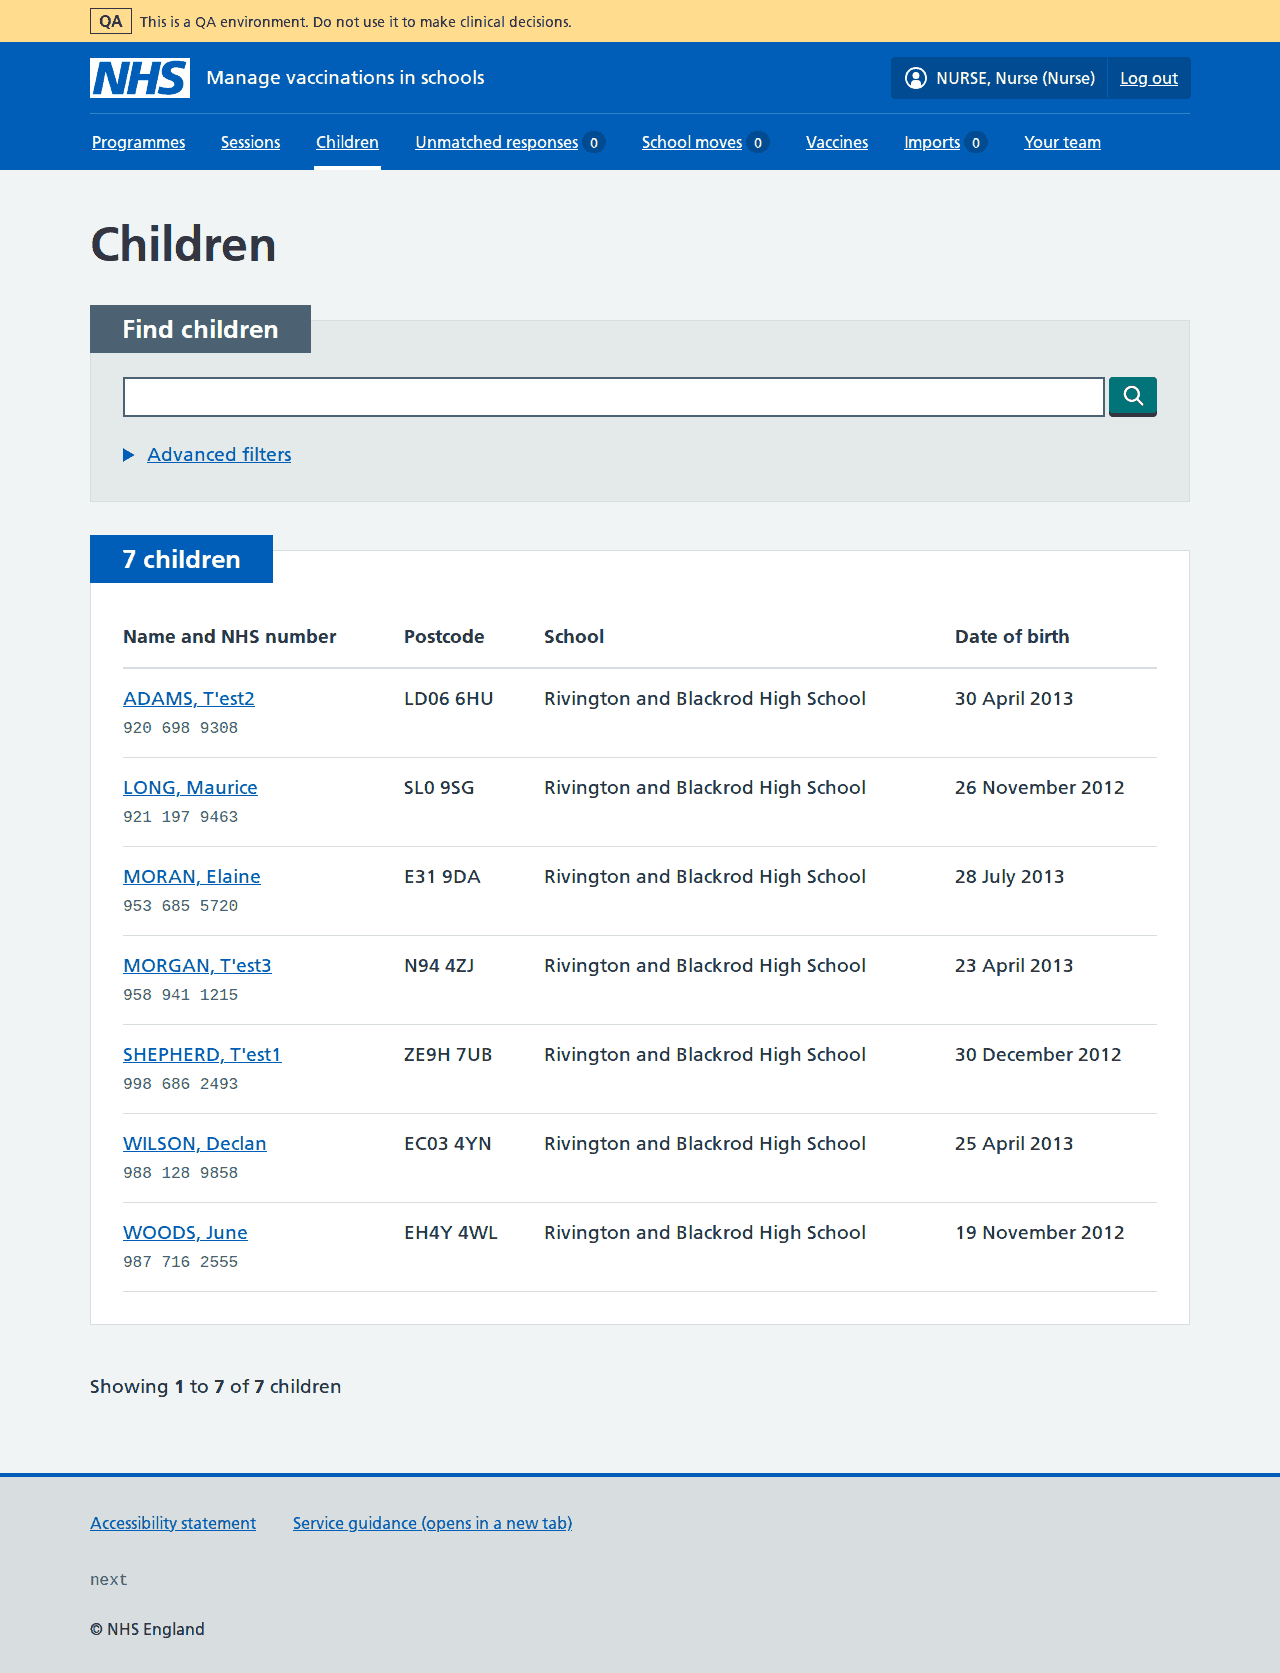 QA This is a QA environment. Do not use it to make clinical decisions.
NHS Manage vaccinations in schools NURSE, Nurse (Nurse) Log out
Programmes Sessions Children Unmatched responses 0 School moves 0 Vaccines Imports 0 Your team
Children
Find children
Advanced filters
7 children
Name and NHS number Postcode School Date of birth
ADAMS, T'est2 LD06 6HU Rivington and Blackrod High School 30 April 2013
920 698 9308
LONG, Maurice SL0 9SG Rivington and Blackrod High School 26 November 2012
921 197 9463
MORAN, Elaine E31 9DA Rivington and Blackrod High School 28 July 2013
953 685 5720
MORGAN, T'est3 N94 4ZJ Rivington and Blackrod High School 23 April 2013
958 941 1215
SHEPHERD, T'est1 ZE9H 7UB Rivington and Blackrod High School 30 December 2012
998 686 2493
WILSON, Declan EC03 4YN Rivington and Blackrod High School 25 April 2013
988 128 9858
WOODS, June EH4Y 4WL Rivington and Blackrod High School 19 November 2012
987 716 2555
Showing 1 to 7 of 7 children
Accessibility statement Service guidance (opens in a new tab)
next
© NHS England